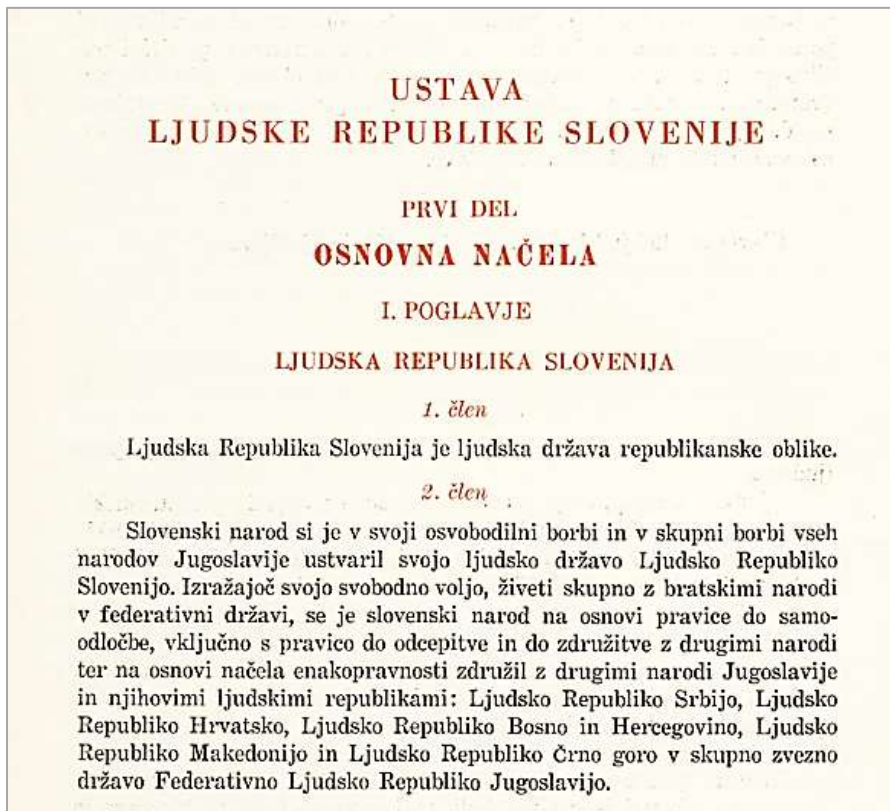 USTAVA
LJUDSKE REPUBLIKE SLOVENIJE
PRVI DEL
OSNOVNA NAČELA
I. POGLAVJE
LJUDSKA REPUBLIKA SLOVENIJA
1. člen
Ljudska Republika Slovenija je ljudska država republikanske oblike.
2. člen
Slovenski narod si je v svoji osvobodilni borbi in v skupni borbi vseh
narodov Jugoslavije ustvaril svojo ljudsko državo Ljudsko Republiko
Slovenijo. Izražajoč svojo svobodno voljo, živeti skupno z bratskimi narodi
v federativni državi, se je slovenski narod na osnovi pravice do samo-
odločbe, vključno s pravico do odcepitve in do združitve z drugimi narodi
ter na osnovi načela enakopravnosti združil z drugimi narodi Jugoslavije
in njihovimi ljudskimi republikami: Ljudsko Republiko Srbijo, Ljudsko
Republiko Hrvatsko, Ljudsko Republiko Bosno in Hercegovino, Ljudsko
Republiko Makedonijo in Ljudsko Republiko Črno goro v skupno zvezno
državo Federativno Ljudsko Republiko Jugoslavijo.